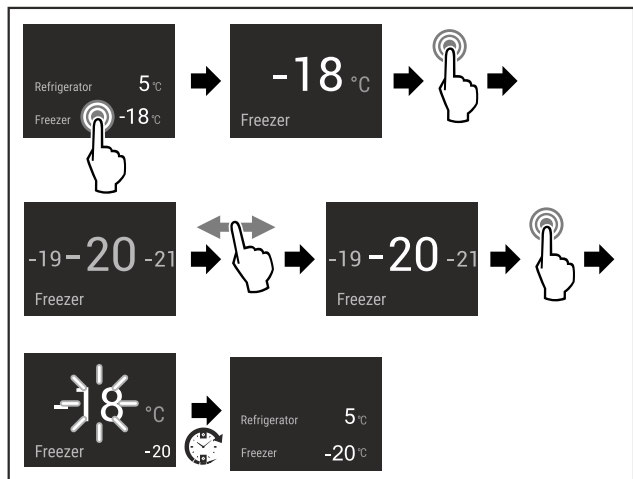 Refrigerator 5 °C
Freezer -18 °C
-18 °C
Freezer
-19 -20 -21
Freezer
-19 -20 -21
Freezer
-18 °C
Freezer -20
Refrigerator 5 °C
Freezer -20 °C